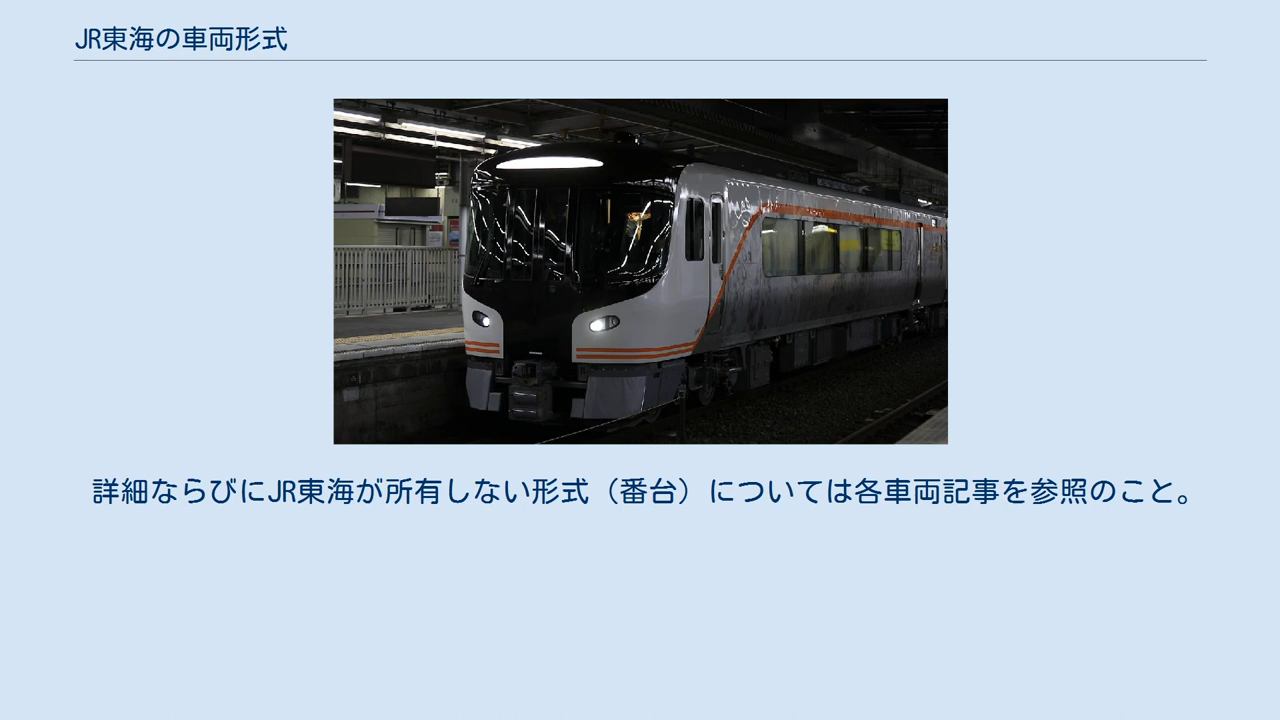 JR東海の車両形式
詳細ならびにJR東海が所有しない形式（番台）については各車両記事を参照のこと。